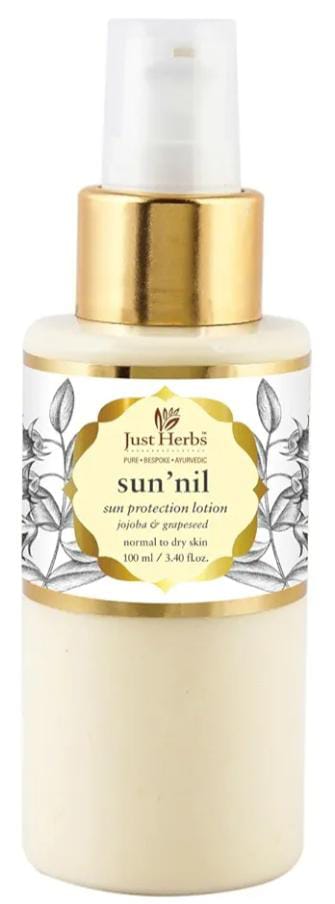 Just Herbs™
PURE • BESPOKE • AYURVEDIC
sun'nil
sun protection lotion
jojoba & grapeseed
normal to dry skin
100 ml / 3.40 fl.oz.